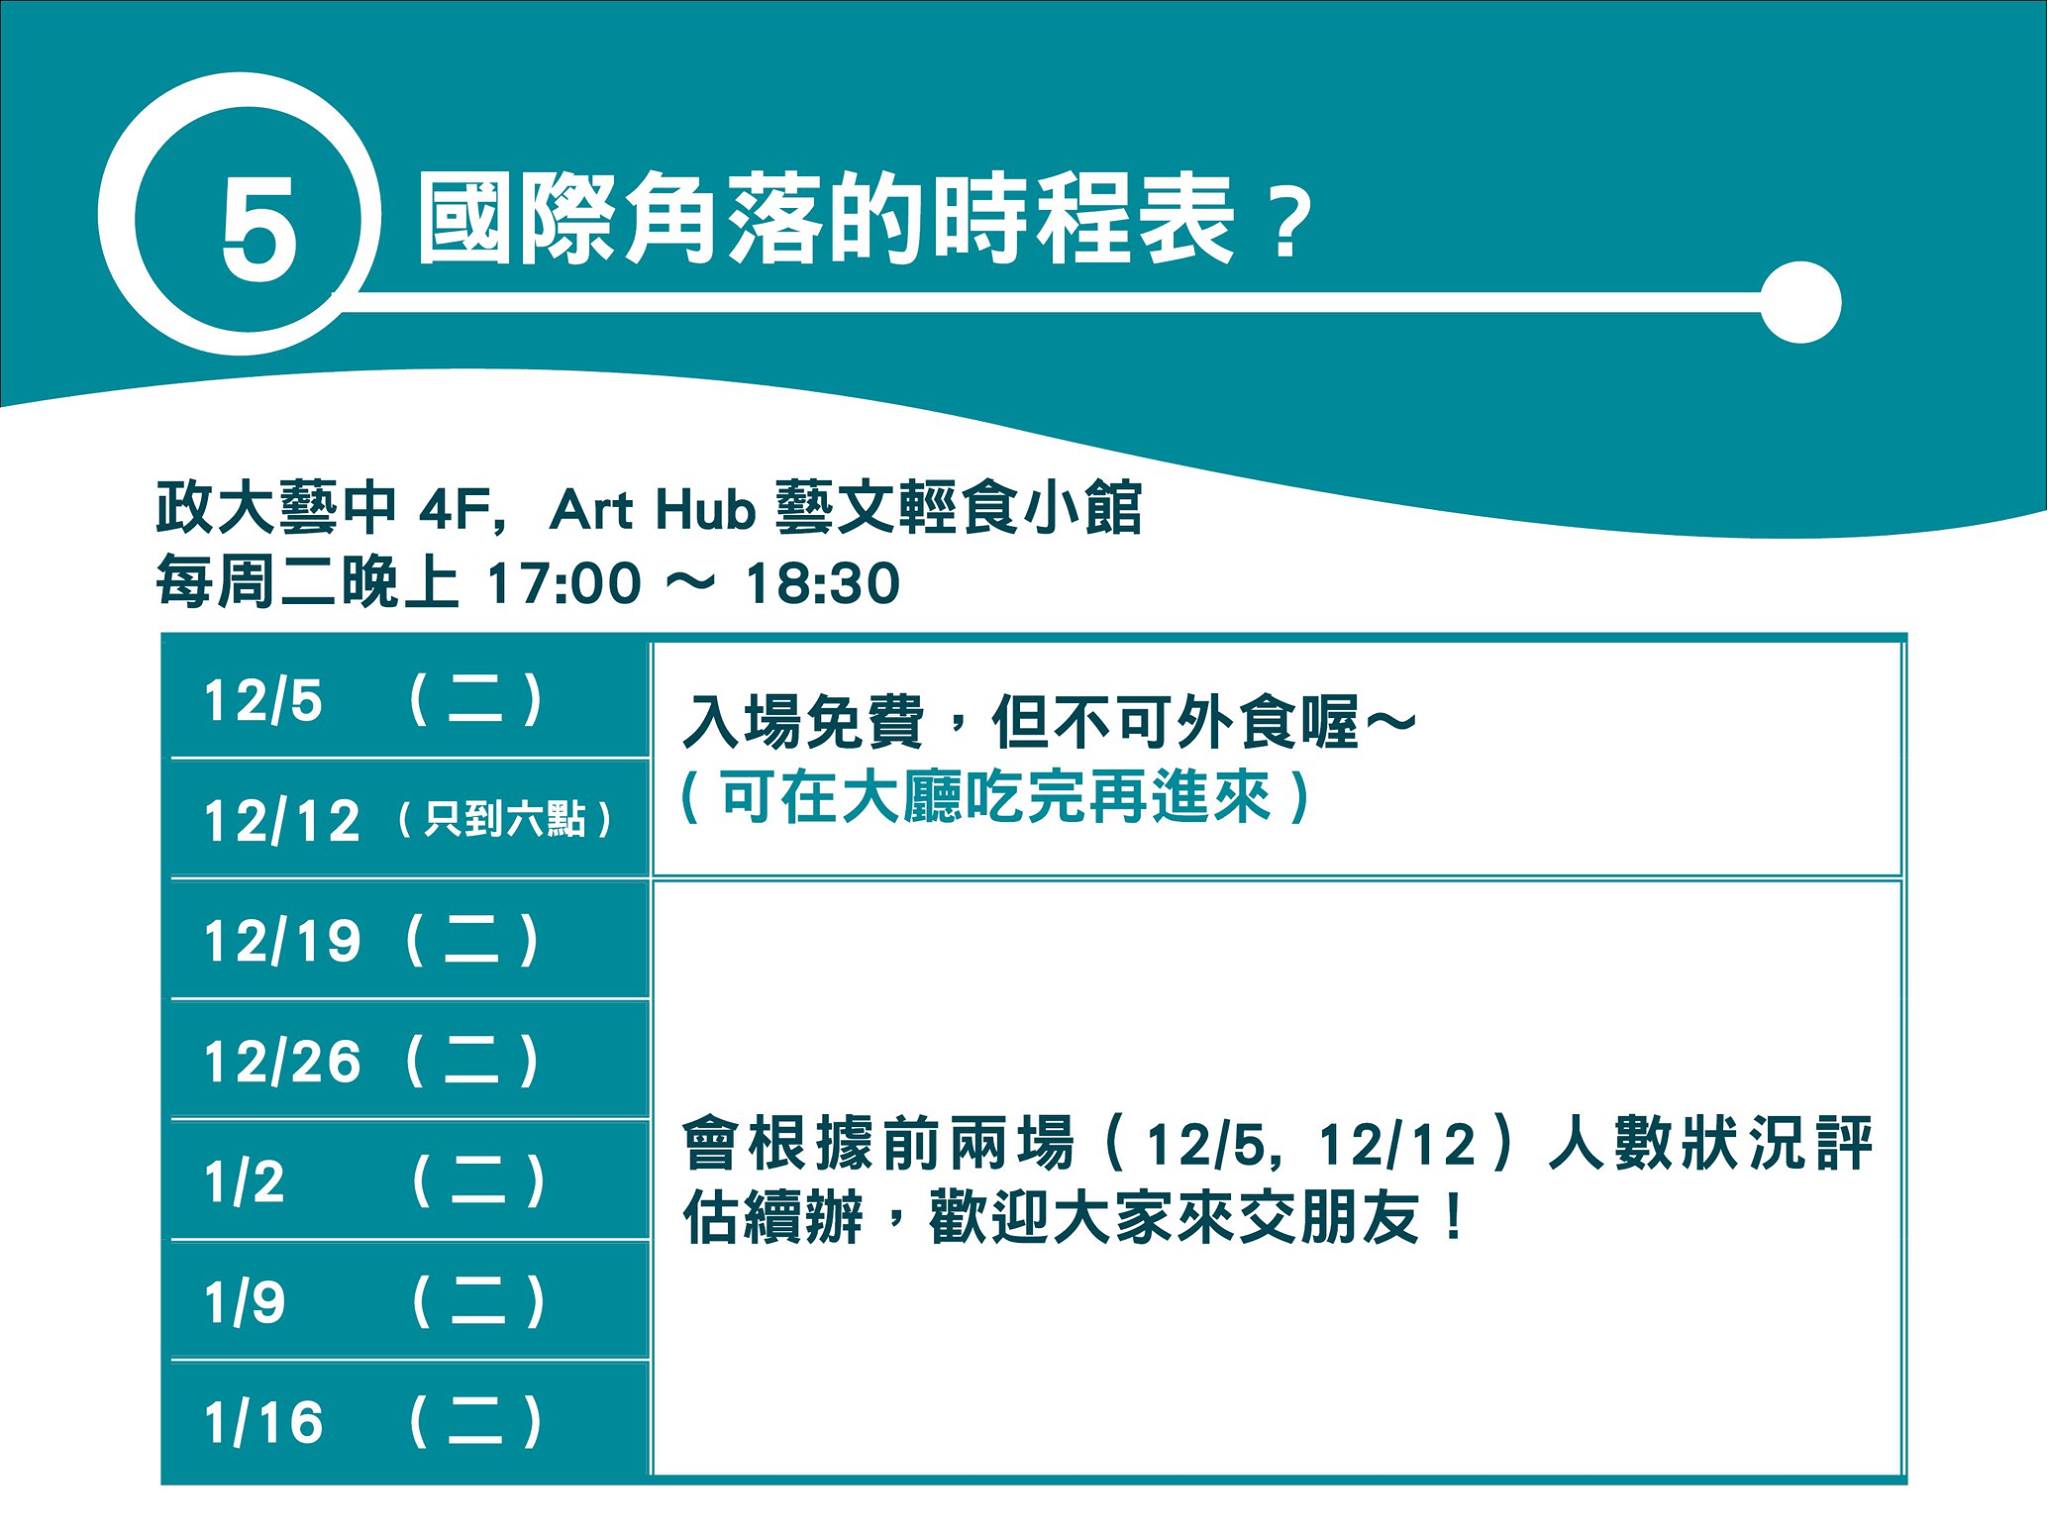 5
國際角落的時程表？
政大藝中 4F, Art Hub 藝文輕食小館
每周二晚上 17:00 ～ 18:30
12/5 （二）
12/12 （只到六點）
入場免費，但不可外食喔～
（可在大廳吃完再進來）
12/19 （二）
12/26 （二）
1/2 （二）
1/9 （二）
1/16 （二）
會根據前兩場（12/5, 12/12）人數狀況評
估續辦，歡迎大家來交朋友！